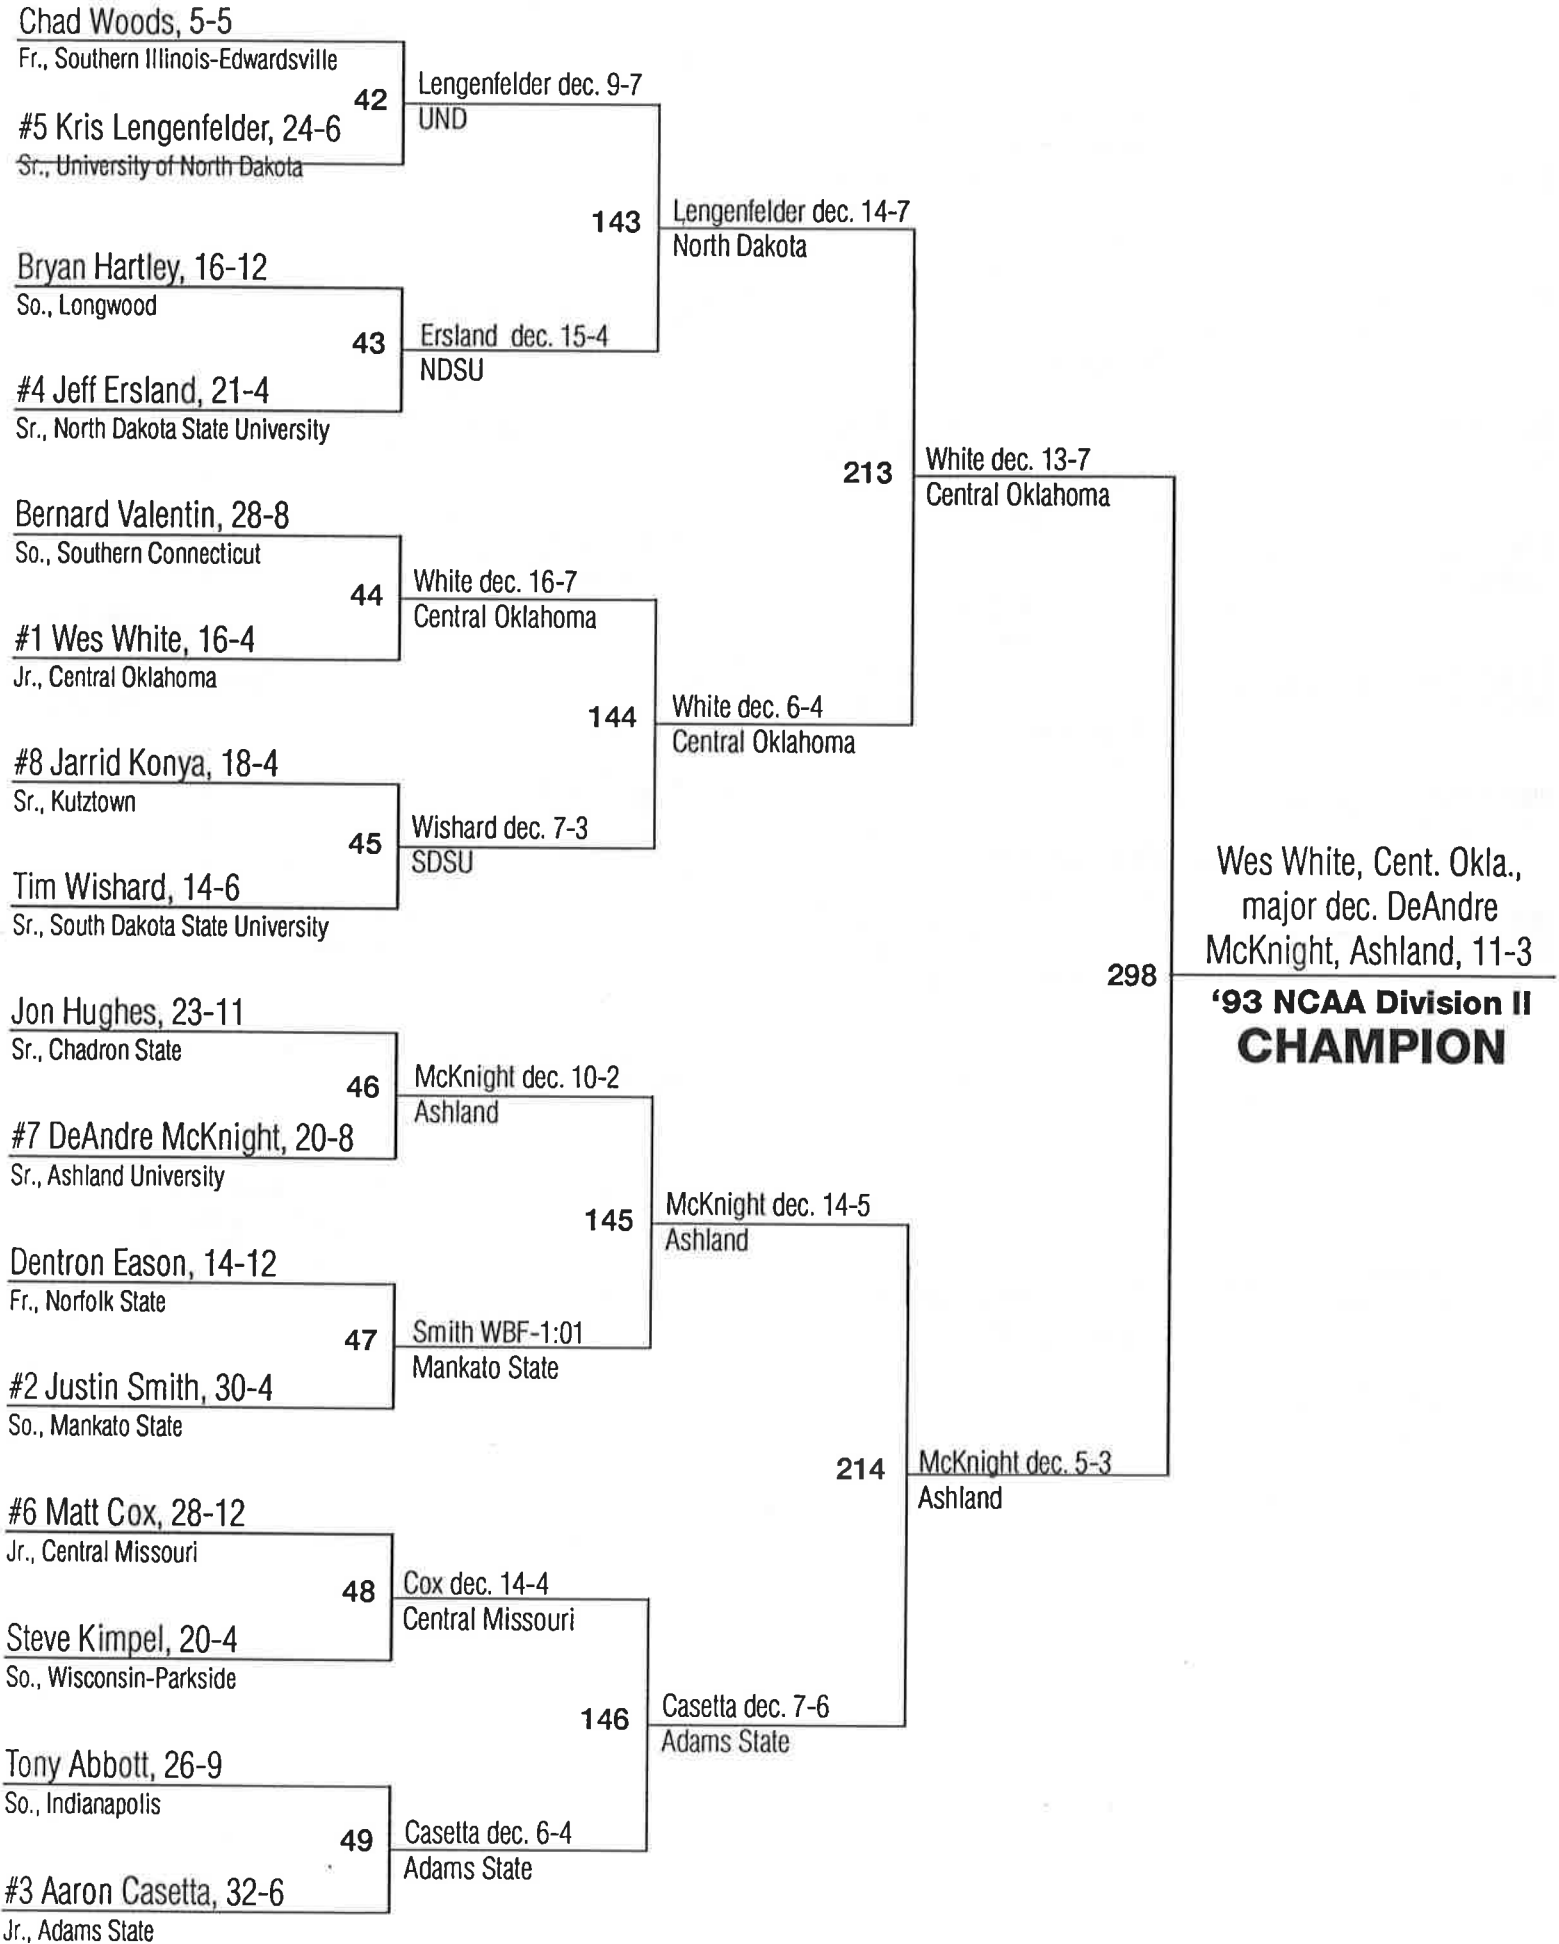 Chad Woods, 5-5
Fr., Southern Illinois-Edwardsville
42
#5 Kris Lengenfelder, 24-6
Sr., University of North Dakota
Lengenfelder dec. 9-7
UND
143
Bryan Hartley, 16-12
So., Longwood
43
#4 Jeff Ersland, 21-4
Sr., North Dakota State University
Ersland dec. 15-4
NDSU
Lengenfelder dec. 14-7
North Dakota
213
Bernard Valentin, 28-8
So., Southern Connecticut
44
#1 Wes White, 16-4
Jr., Central Oklahoma
White dec. 16-7
Central Oklahoma
144
#8 Jarrid Konya, 18-4
Sr., Kutztown
45
Tim Wishard, 14-6
Sr., South Dakota State University
Wishard dec. 7-3
SDSU
White dec. 6-4
Central Oklahoma
White dec. 13-7
Central Oklahoma
298
Wes White, Cent. Okla.,
major dec. DeAndre
McKnight, Ashland, 11-3
‘93 NCAA Division II
CHAMPION
Jon Hughes, 23-11
Sr., Chadron State
46
#7 DeAndre McKnight, 20-8
Sr., Ashland University
McKnight dec. 10-2
Ashland
145
Dentron Eason, 14-12
Fr., Norfolk State
47
#2 Justin Smith, 30-4
So., Mankato State
Smith WBF-1:01
Mankato State
McKnight dec. 14-5
Ashland
214
McKnight dec. 5-3
Ashland
#6 Matt Cox, 28-12
Jr., Central Missouri
48
Steve Kimpel, 20-4
So., Wisconsin-Parkside
Cox dec. 14-4
Central Missouri
146
Tony Abbott, 26-9
So., Indianapolis
49
#3 Aaron Casetta, 32-6
Jr., Adams State
Casetta dec. 6-4
Adams State
Casetta dec. 7-6
Adams State